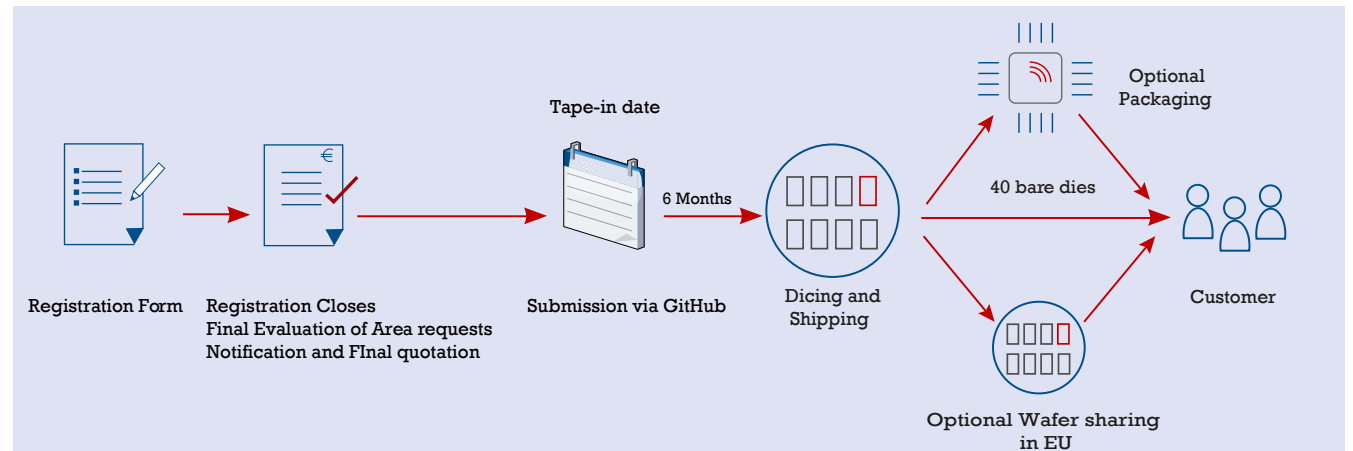 Registration Form
Registration Closes
Final Evaluation of Area requests
Notification and FInal quotation
€
Tape-in date
Submission via GitHub
6 Months
Dicing and
Shipping
Optional
Packaging
40 bare dies
Optional Wafer sharing
in EU
Customer